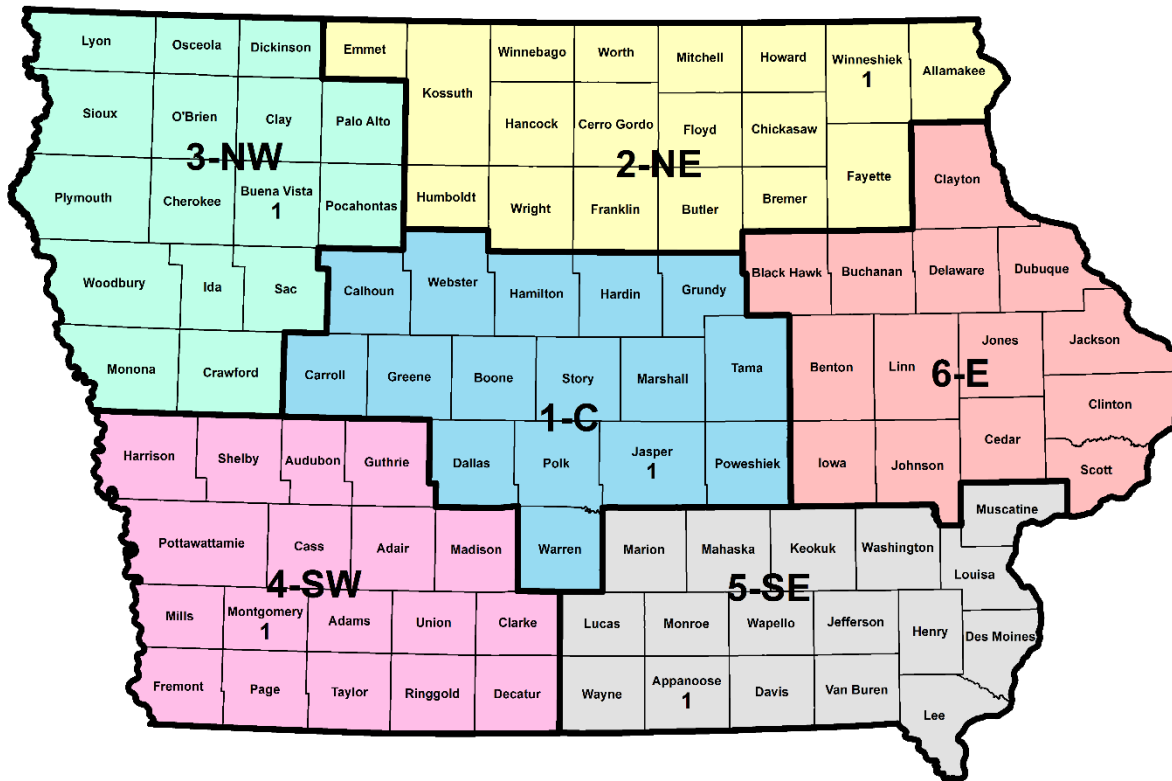 Lyon
Osceola
Dickinson
Emmet
Kossuth
Winnebago
Worth
Mitchell
Howard
Winneshiek
1
Allamakee
Sioux
O'Brien
Clay
Palo Alto
Hancock
Cerro Gordo
Floyd
Chickasaw
3-NW
2-NE
Plymouth
Cherokee
Buena Vista
1
Pocahontas
Humboldt
Wright
Franklin
Butler
Bremer
Fayette
Clayton
Woodbury
Ida
Sac
Calhoun
Webster
Hamilton
Hardin
Grundy
Black Hawk
Buchanan
Delaware
Dubuque
Monona
Crawford
Carroll
Greene
Boone
Story
Marshall
Tama
Benton
Linn
Jones
Jackson
1-C
6-E
Clinton
Harrison
Shelby
Audubon
Guthrie
Dallas
Polk
Jasper
1
Poweshiek
Iowa
Johnson
Cedar
Scott
Muscatine
Pottawattamie
Cass
Adair
Madison
Warren
Marion
Mahaska
Keokuk
Washington
Louisa
4-SW
5-SE
Mills
Montgomery
1
Adams
Union
Clarke
Lucas
Monroe
Wapello
Jefferson
Henry
Des Moines
Fremont
Page
Taylor
Ringgold
Decatur
Wayne
Appanoose
1
Davis
Van Buren
Lee